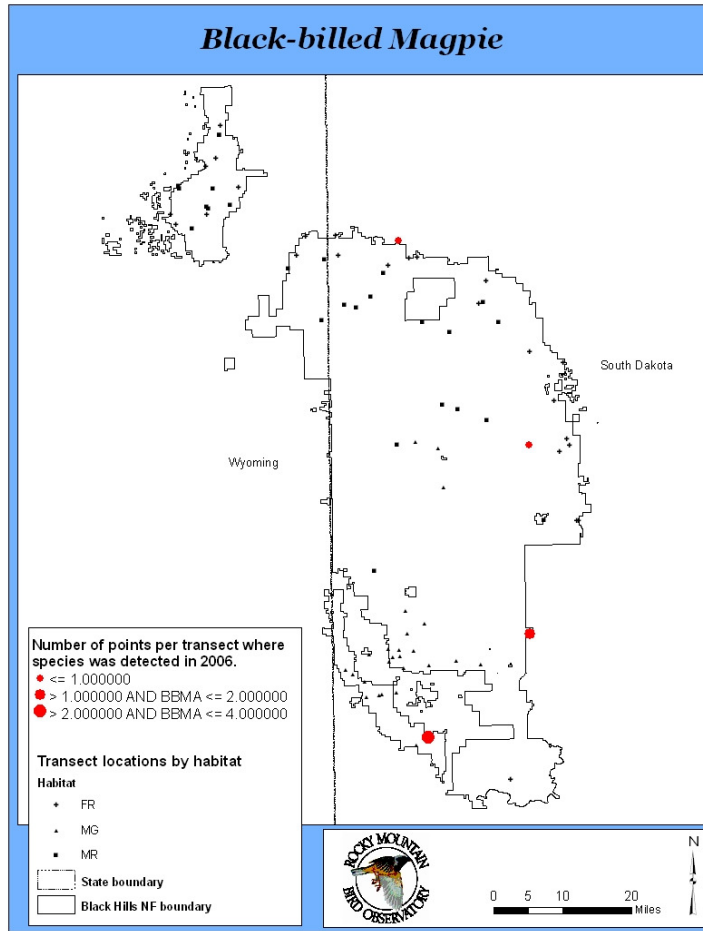 Black-billed Magpie
South Dakota
Wyoming
Number of points per transect where
species was detected in 2006.
<= 1.000000
> 1.000000 AND BBMA <= 2.000000
> 2.000000 AND BBMA <= 4.000000
Transect locations by habitat
Habitat
FR
MG
MR
State boundary
Black Hills NF boundary
ROCKY MOUNTAIN
BIRD OBSERVATORY
N
0 5 10 20
Miles